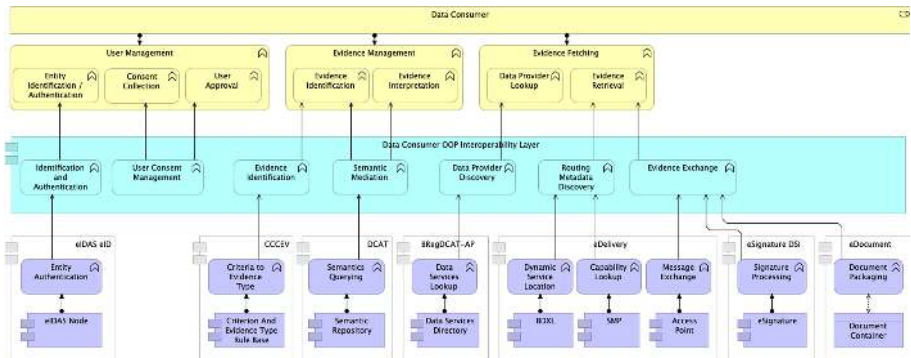 Data Consumer
User Management
Evidence Management
Evidence Fetching
Entity
Identification /
Authentication
Consent
Collection
User
Approval
Evidence
Identification
Evidence
Interpretation
Data Provider
Lookup
Evidence
Retrieval
Data Consumer OOP Interoperability Layer
Identification
and
Authentication
User Consent
Management
Evidence
Identification
Semantic
Mediation
Data Provider
Discovery
Routing
Metadata
Discovery
Evidence Exchange
eIDAS eID
CCCEV
DCAT
BRegDCAT-AP
eDelivery
eSignature DSI
eDocument
Entity
Authentication
Criteria to
Evidence
Type
Semantics
Querying
Data
Services
Lookup
Dynamic
Service
Location
Capability
Lookup
Message
Exchange
Signature
Processing
Document
Packaging
eIDAS Node
Criterion And
Evidence Type
Rule Base
Semantic
Repository
Data Services
Directory
BDXL
SMP
Access
Point
eSignature
Document
Container